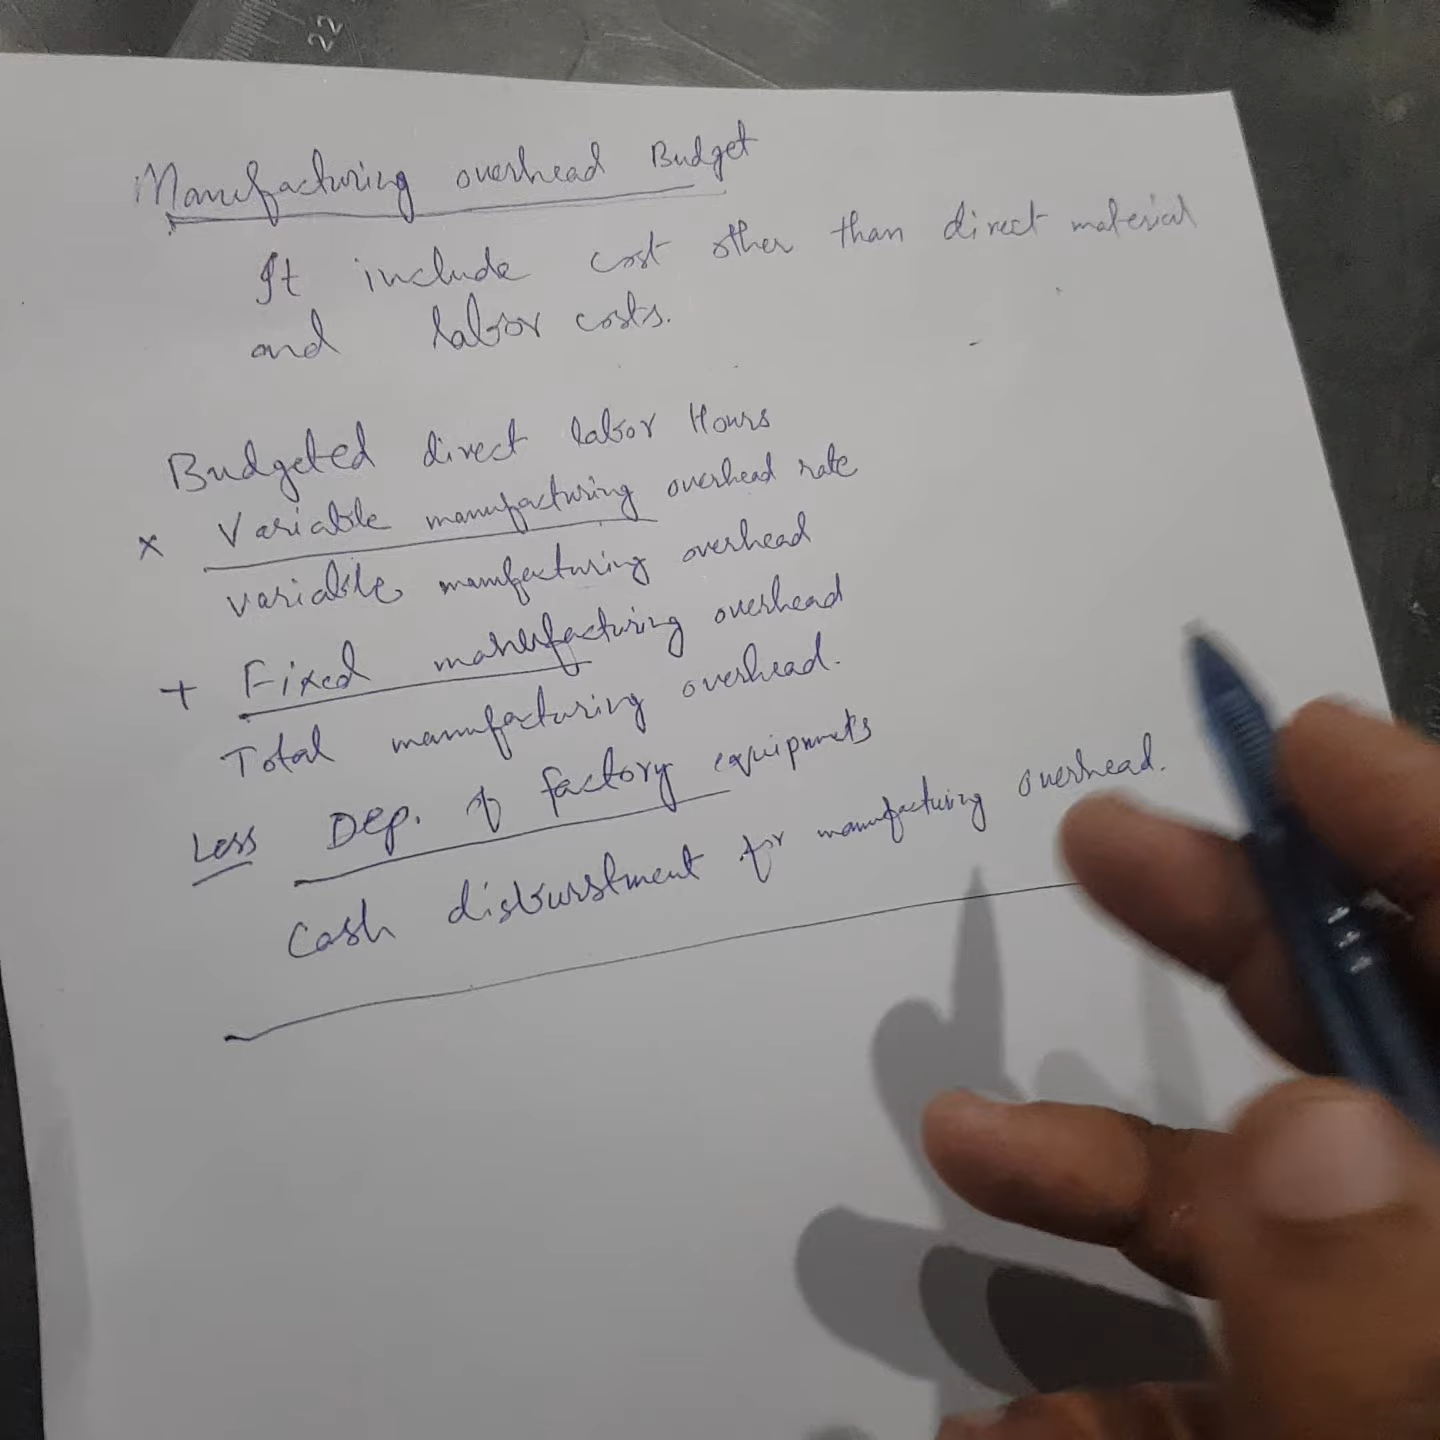 22
Manufacturing overhead Budget
It include cost other than direct material
and labor costs.
Budgeted direct labor Hours
x Variable manufacturing overhead rate
variable manufacturing overhead
+ Fixed manufacturing overhead
Total manufacturing overhead.
Less Dep. of factory equipments
Cash disburstment for manufacturing overhead.